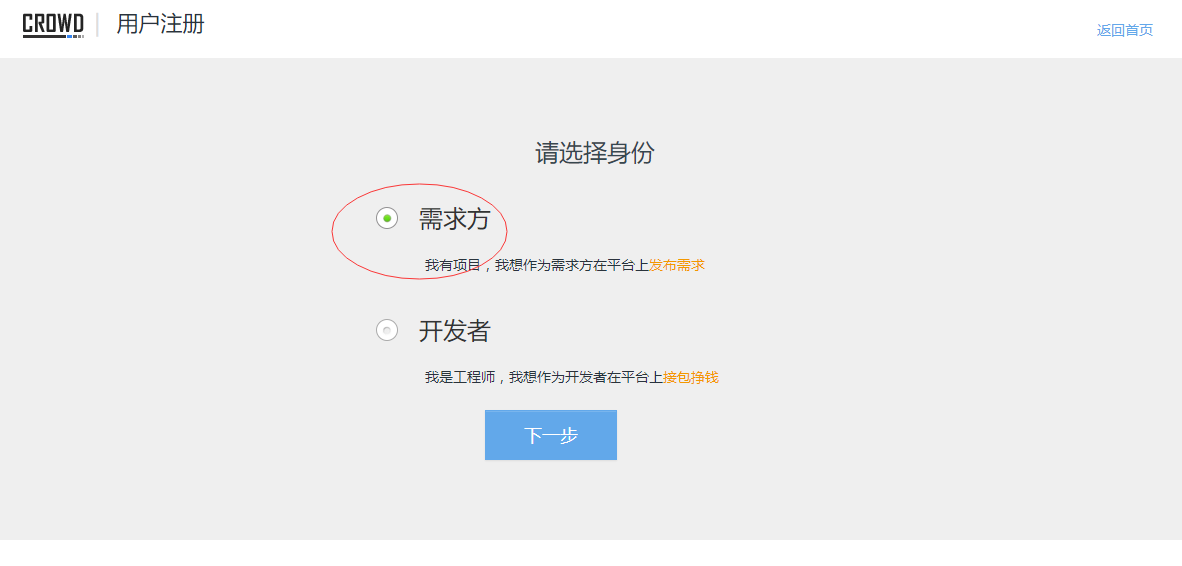 CROWD
用户注册
返回首页
请选择身份
需求方
我有项目，我想作为需求方在平台上发布需求
开发者
我是工程师，我想作为开发者在平台上接包挣钱
下一步